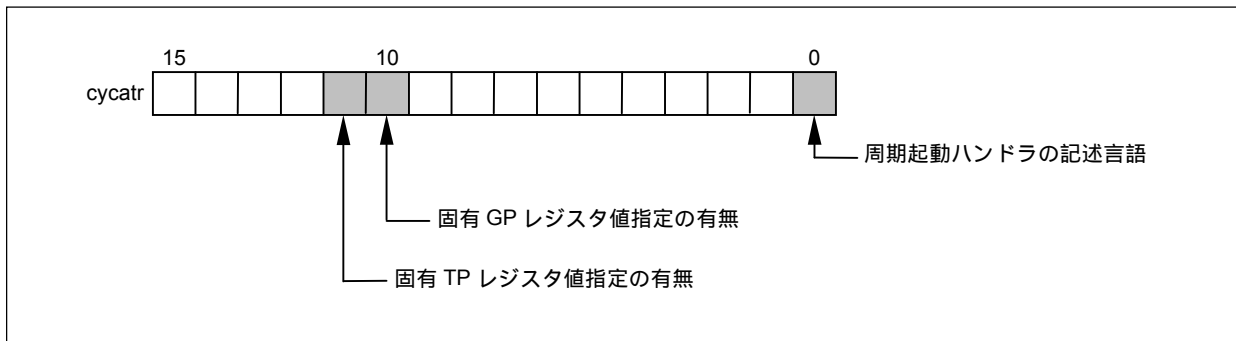 15 10 0
cycatr
周期起動ハンドラの記述言語
固有 GP レジスタ値指定の有無
固有 TP レジスタ値指定の有無